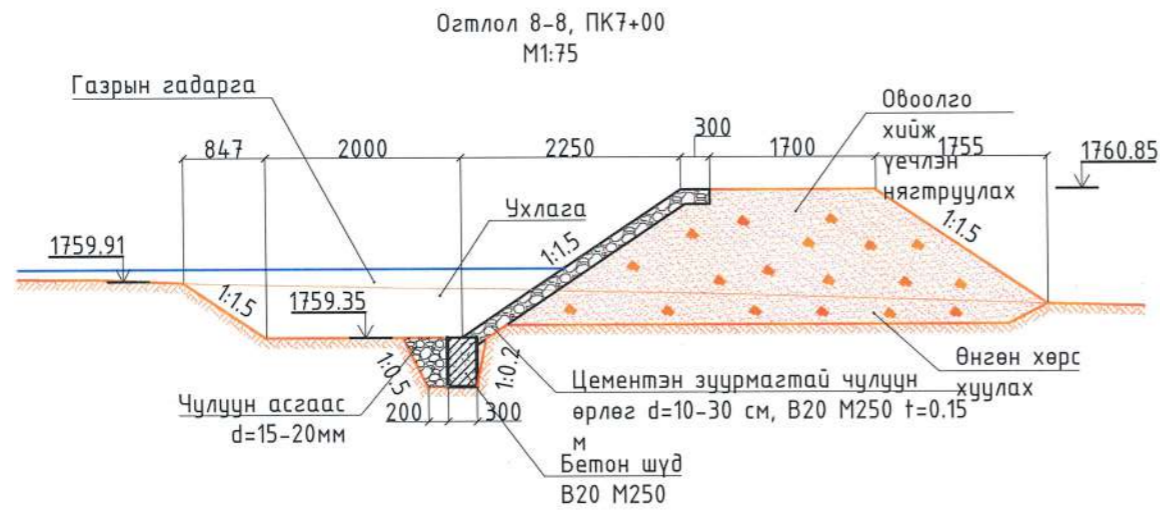 Огтлол 8-8, ПК7+00
М1:75
Газрын гадарга
Овоолго
хийж
үечлэн
нягтруулах
847
2000
2250
300
1700
1755
1760.85
Ухлага
1:1.5
1:1.5
1759.91
1:1.5
1759.35
1:0.5
1:0.2
Өнгөн хөрс
хуулах
Чулуун асгаас
d=15-20мм
200
300
Цементэн зуурмагтай чулуун
өрлөг d=10-30 см, B20 M250 t=0.15
м
Бетон шүд
B20 M250